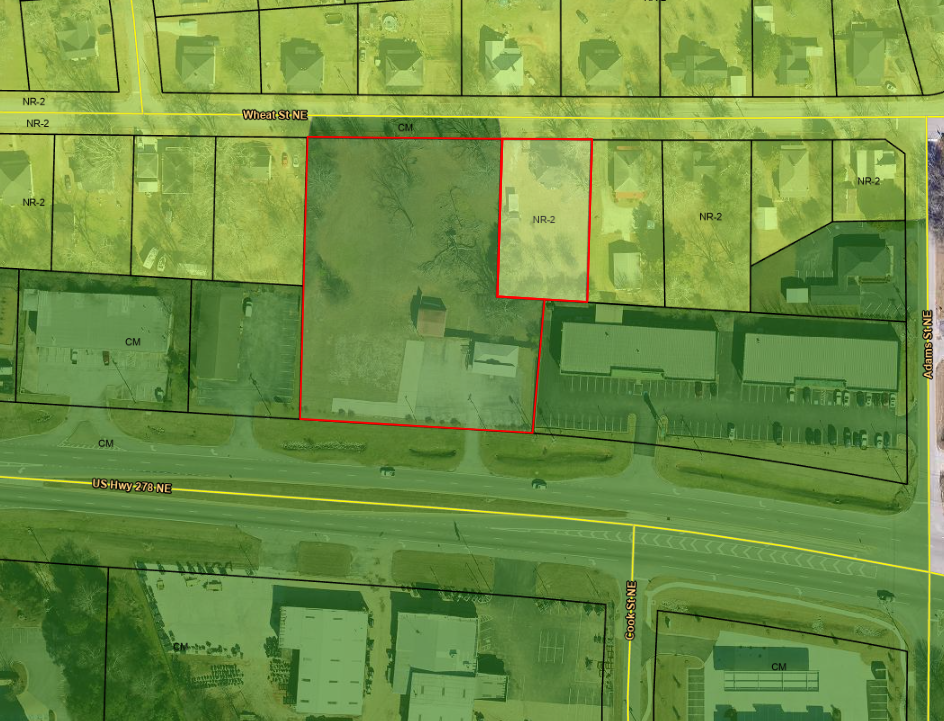 NR-2
Wheat St NE
NR-2
CM
NR-2
NR-2
NR-2
NR-2
CM
Adams St NE
CM
US Hwy 278 NE
Cook St NE
CM
CM